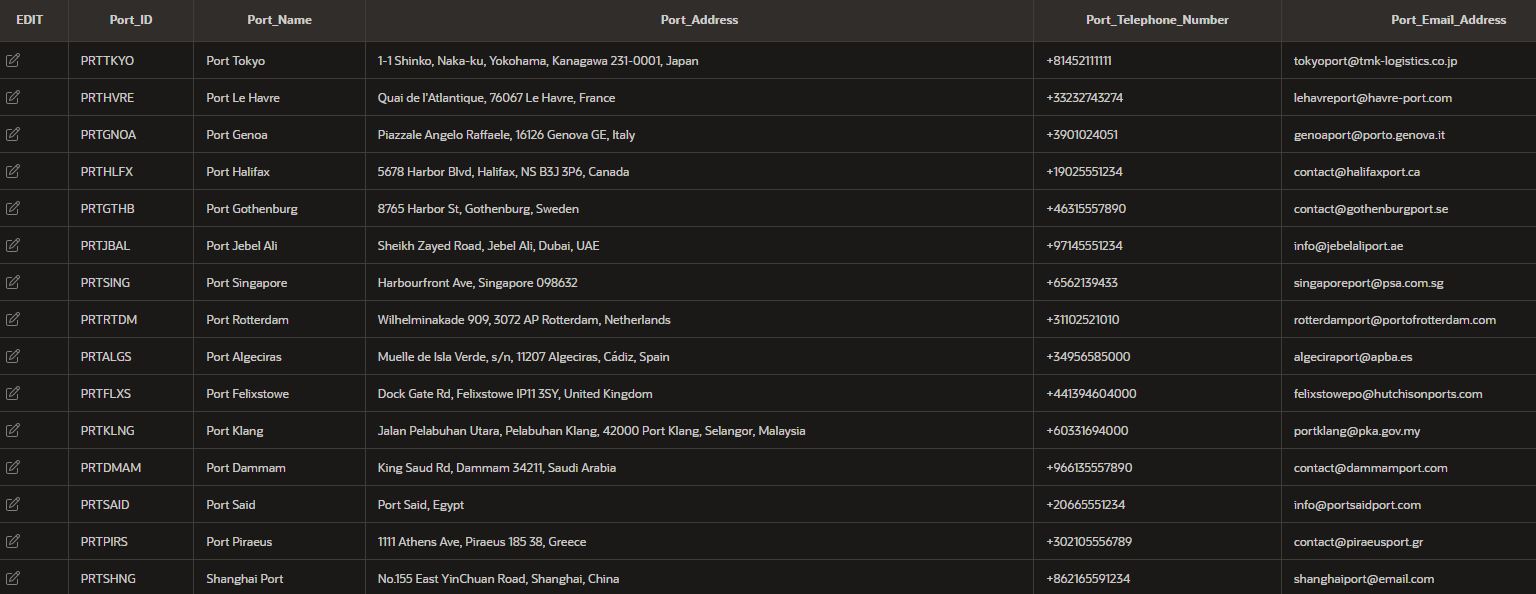 EDIT Port_ID Port_Name Port_Address Port_Telephone_Number Port_Email_Address
PRTTKYO Port Tokyo 1-1 Shinko, Naka-ku, Yokohama, Kanagawa 231-0001, Japan +81452111111 tokyoport@tmk-logistics.co.jp
PRTHVRE Port Le Havre Quai de l'Atlantique, 76067 Le Havre, France +33232743274 lehavreport@havre-port.com
PRTGNOA Port Genoa Piazzale Angelo Raffaele, 16126 Genova GE, Italy +3901024051 genoaport@porto.genova.it
PRTHLFX Port Halifax 5678 Harbor Blvd, Halifax, NS B3J 3P6, Canada +19025551234 contact@halifaxport.ca
PRTGTHB Port Gothenburg 8765 Harbor St, Gothenburg, Sweden +46315557890 contact@gothenburgport.se
PRTJBAL Port Jebel Ali Sheikh Zayed Road, Jebel Ali, Dubai, UAE +97145551234 info@jebelaliport.ae
PRTSING Port Singapore Harbourfront Ave, Singapore 098632 +6562139433 singaporeport@psa.com.sg
PRTRTDM Port Rotterdam Wilhelminakade 909, 3072 AP Rotterdam, Netherlands +31102521010 rotterdamport@portofrotterdam.com
PRTALGS Port Algeciras Muelle de Isla Verde, s/n, 11207 Algeciras, Cádiz, Spain +34956585000 algeciraport@apba.es
PRTFLXS Port Felixstowe Dock Gate Rd, Felixstowe IP11 3SY, United Kingdom +441394604000 felixstowepo@hutchisonports.com
PRTKLNG Port Klang Jalan Pelabuhan Utara, Pelabuhan Klang, 42000 Port Klang, Selangor, Malaysia +60331694000 portklang@pka.gov.my
PRTDMAM Port Dammam King Saud Rd, Dammam 34211, Saudi Arabia +966135557890 contact@dammamport.com
PRTSAID Port Said Port Said, Egypt +20665551234 info@portsaidport.com
PRTPIRS Port Piraeus 1111 Athens Ave, Piraeus 185 38, Greece +302105556789 contact@piraeusport.gr
PRTSHNG Shanghai Port No.155 East YinChuan Road, Shanghai, China +862165591234 shanghaiport@email.com